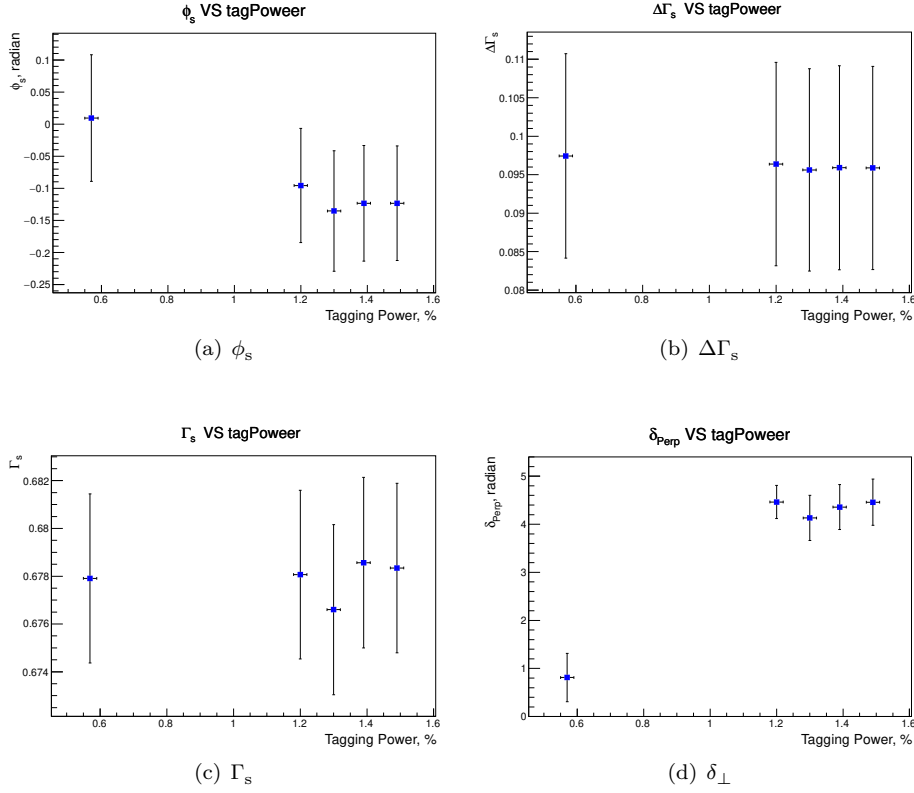 ϕs VS tagPoweer
ϕs, radian
0.1
0.05
0
−0.05
−0.1
−0.15
−0.2
−0.25
0.6 0.8 1 1.2 1.4 1.6
Tagging Power, %
(a) ϕs
ΔΓs VS tagPoweer
ΔΓs
0.11
0.105
0.1
0.095
0.09
0.085
0.08
0.6 0.8 1 1.2 1.4 1.6
Tagging Power, %
(b) ΔΓs
Γs VS tagPoweer
Γs
0.682
0.68
0.678
0.676
0.674
0.6 0.8 1 1.2 1.4 1.6
Tagging Power, %
(c) Γs
δPerp VS tagPoweer
δPerp, radian
5
4
3
2
1
0
0.6 0.8 1 1.2 1.4 1.6
Tagging Power, %
(d) δ⊥